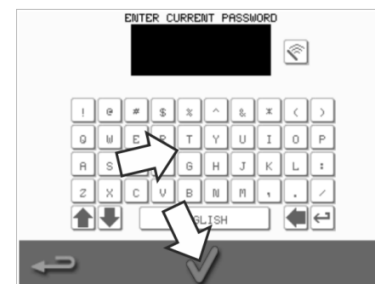 ENTER CURRENT PASSWORD
! @ # $ % ^ & * ( )
Q W E T Y U I O P
A S G H J K L :
Z X C V B N M , . /